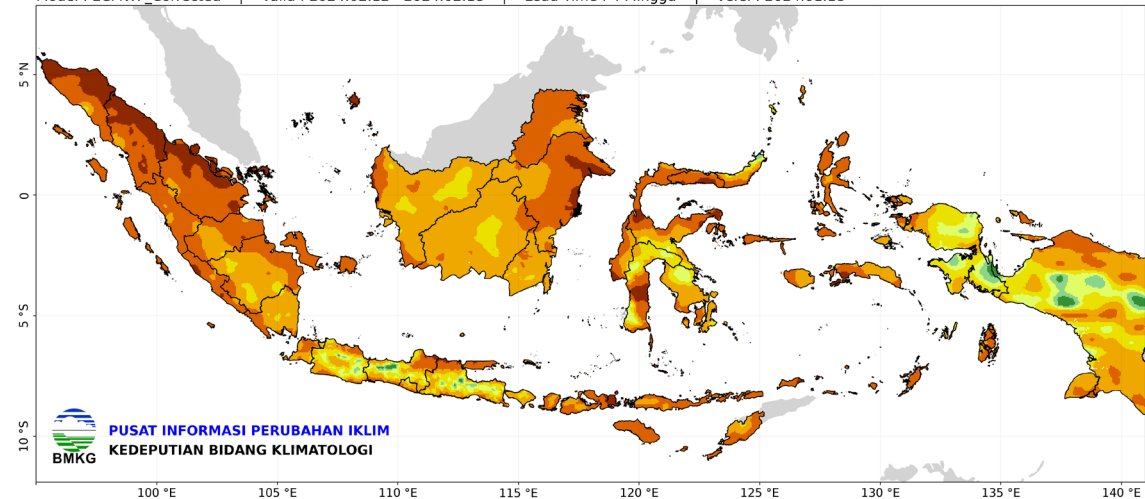 5 °N
0
5 °S
10 °S
BMKG
PUSAT INFORMASI PERUBAHAN IKLIM
KEDEPUTIAN BIDANG KLIMATOLOGI
100 °E
105 °E
110 °E
115 °E
120 °E
125 °E
130 °E
135 °E
140 °E